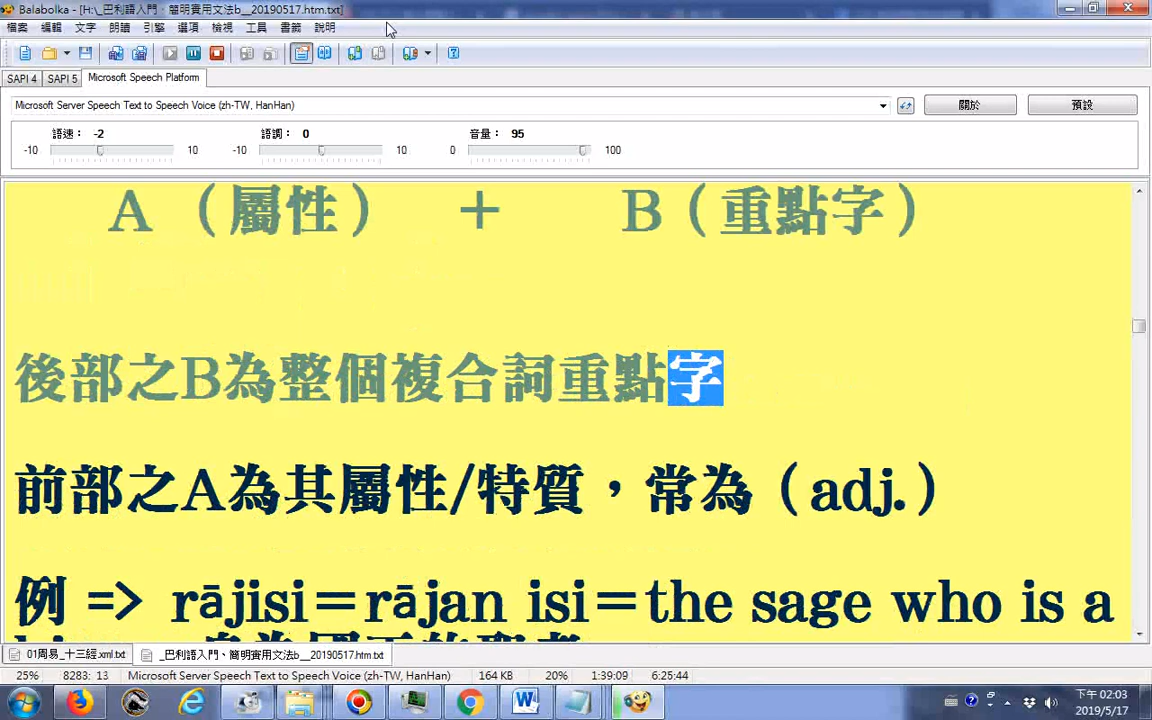 Balabolka - [H:\_巴利語入門、簡明實用文法b__20190517.htm.txt]
檔案 編輯 文字 朗讀 引擎 選項 檢視 工具 書籤 說明
SAPI 4 SAPI 5 Microsoft Speech Platform
Microsoft Server Speech Text to Speech Voice (zh-TW, HanHan) 關於 預設
語速： -2 語調： 0 音量： 95
-10 10 -10 10 0 100
A （屬性） ＋ B（重點字）
後部之B為整個複合詞重點字
前部之A為其屬性/特質，常為（adj.）
例 => rājisi＝rājan isi＝the sage who is a
01周易_十三經.xml.txt _巴利語入門、簡明實用文法b__20190517.htm.txt
25% 8283: 13 Microsoft Server Speech Text to Speech Voice (zh-TW, HanHan) 164 KB 20% 1:39:09 6:25:44
下午 02:03
2019/5/17